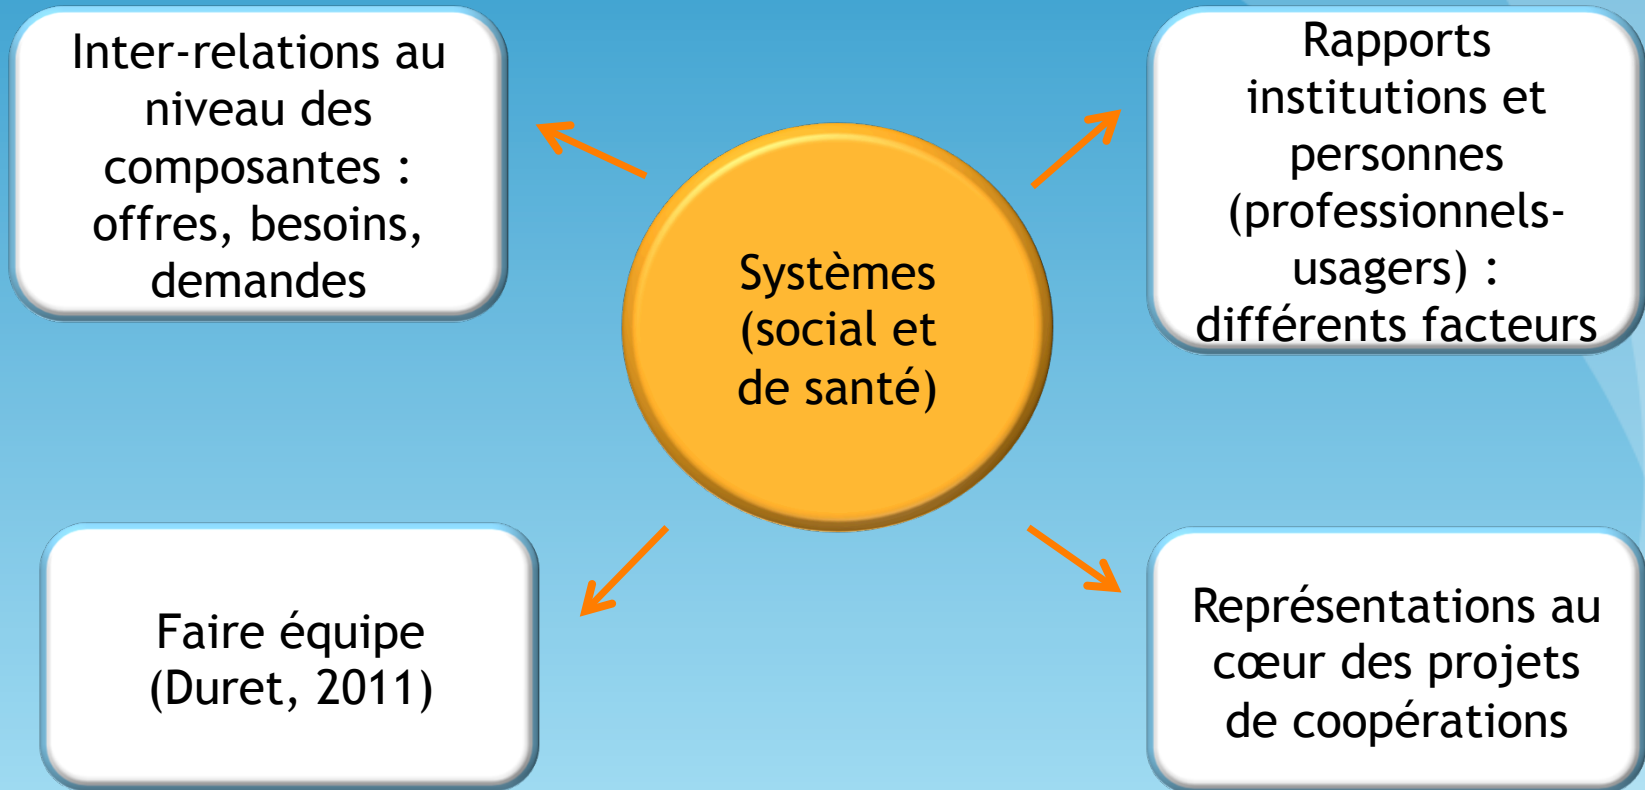 Inter-relations au
niveau des
composantes :
offres, besoins,
demandes
Rapports
institutions et
personnes
(professionnels-
usagers) :
différents facteurs
Systèmes
(social et
de santé)
Faire équipe
(Duret, 2011)
Représentations au
cœur des projets
de coopérations